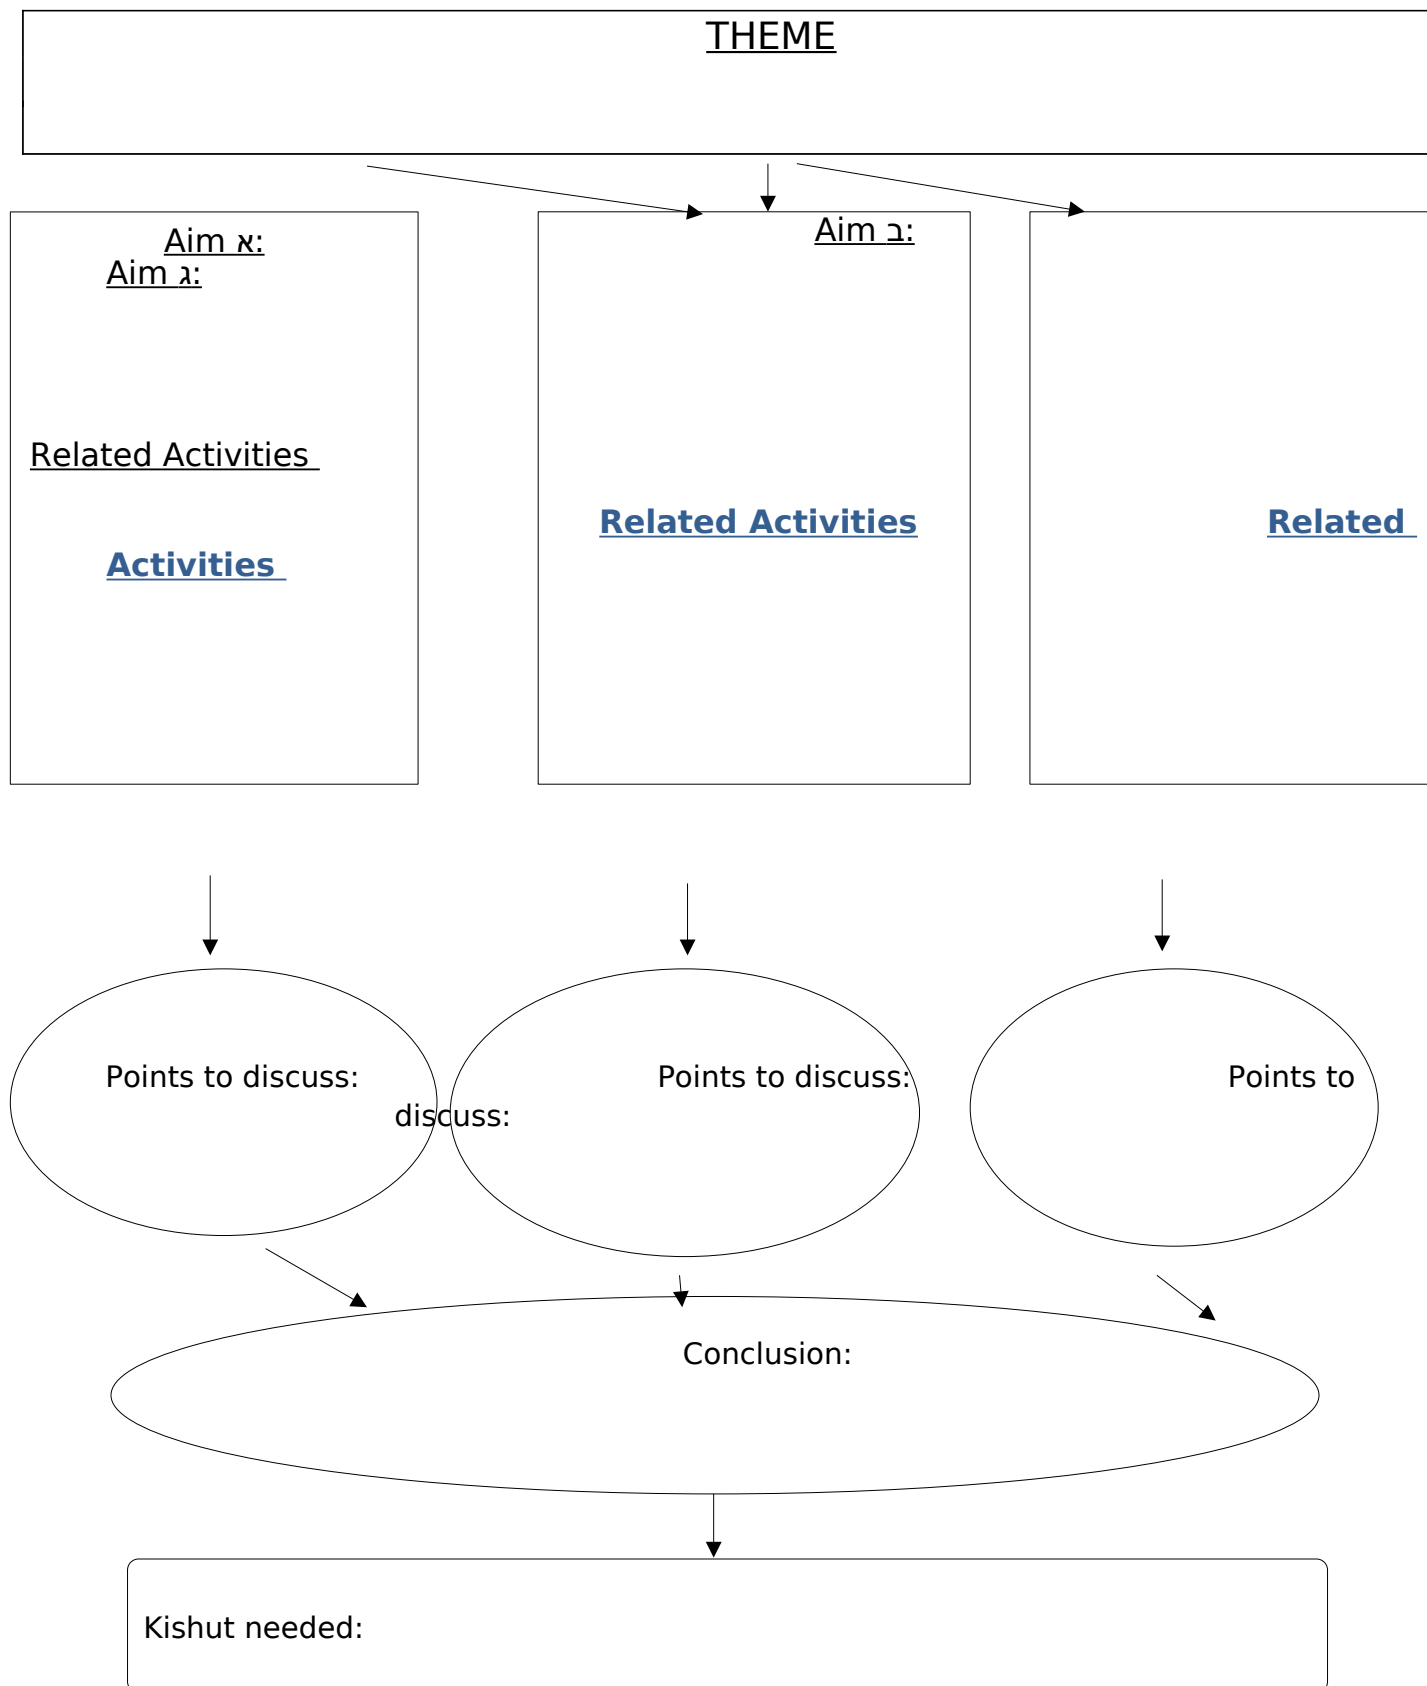 THEME
Aim א:
Aim ב:
Aim ג:
Related Activities
Related Activities
Related
Activities
Points to discuss:
Points to discuss:
Points to
discuss:
Conclusion:
Kishut needed: